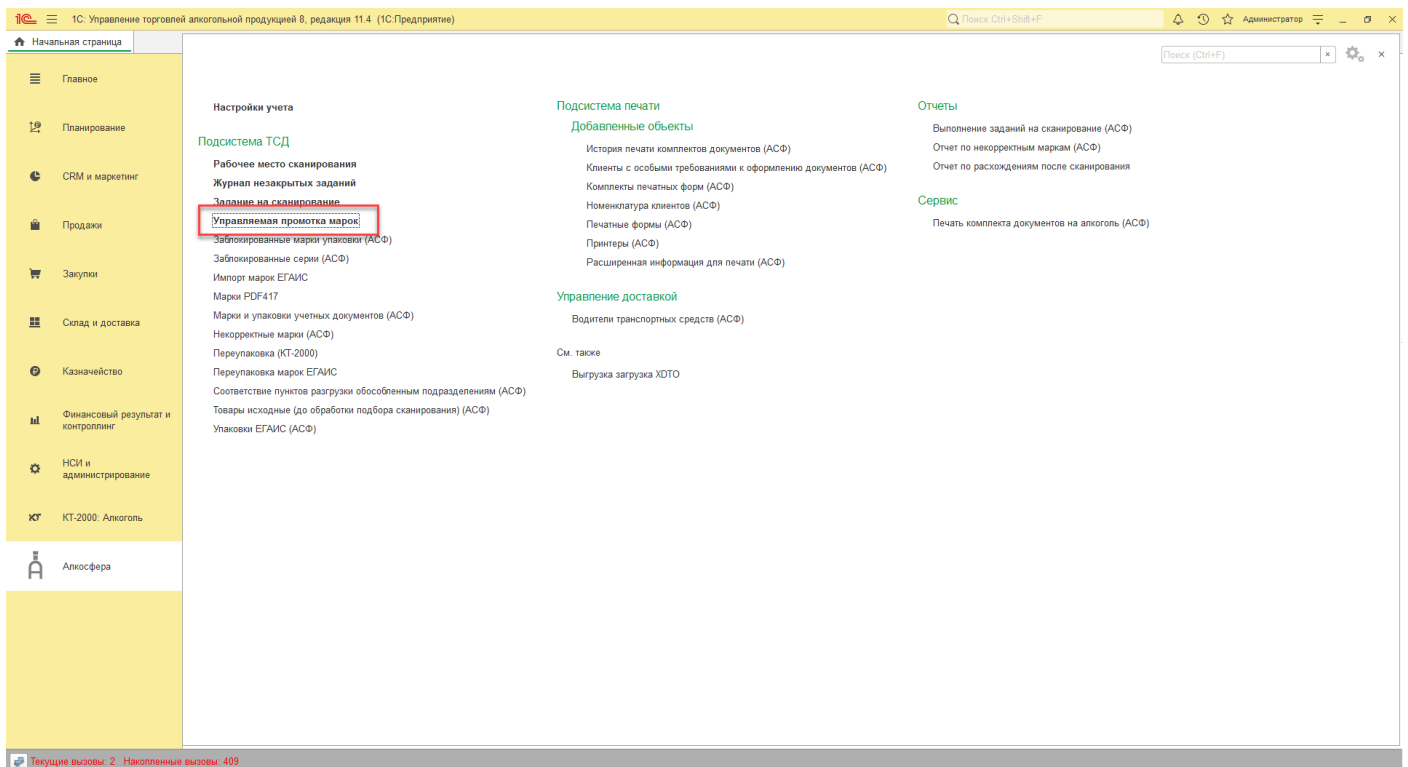 1С: Управление торговлей алкогольной продукцией 8, редакция 11.4 (1С:Предприятие)
Поиск Ctrl+Shift+F
Администратор
Начальная страница
Поиск (Ctrl+F)
Главное
Планирование
CRM и маркетинг
Продажи
Закупки
Склад и доставка
Казначейство
Финансовый результат и
контроллинг
НСИ и
администрирование
КТ-2000: Алкоголь
Алкосфера
Настройки учета
Подсистема ТСД
Рабочее место сканирования
Журнал незакрытых заданий
Задание на сканирование
Управляемая промотка марок
Заблокированные марки упаковки (АСФ)
Заблокированные серии (АСФ)
Импорт марок ЕГАИС
Марки PDF417
Марки и упаковки учетных документов (АСФ)
Некорректные марки (АСФ)
Переупаковка (КТ-2000)
Переупаковка марок ЕГАИС
Соответствие пунктов разгрузки обособленным подразделениям (АСФ)
Товары исходные (до обработки подбора сканирования) (АСФ)
Упаковки ЕГАИС (АСФ)
Подсистема печати
Добавленные объекты
История печати комплектов документов (АСФ)
Клиенты с особыми требованиями к оформлению документов (АСФ)
Комплекты печатных форм (АСФ)
Номенклатура клиентов (АСФ)
Печатные формы (АСФ)
Принтеры (АСФ)
Расширенная информация для печати (АСФ)
Управление доставкой
Водители транспортных средств (АСФ)
См. также
Выгрузка загрузка XDTO
Отчеты
Выполнение заданий на сканирование (АСФ)
Отчет по некорректным маркам (АСФ)
Отчет по расхождениям после сканирования
Сервис
Печать комплекта документов на алкоголь (АСФ)
Текущие вызовы: 2 Накопленные вызовы: 409